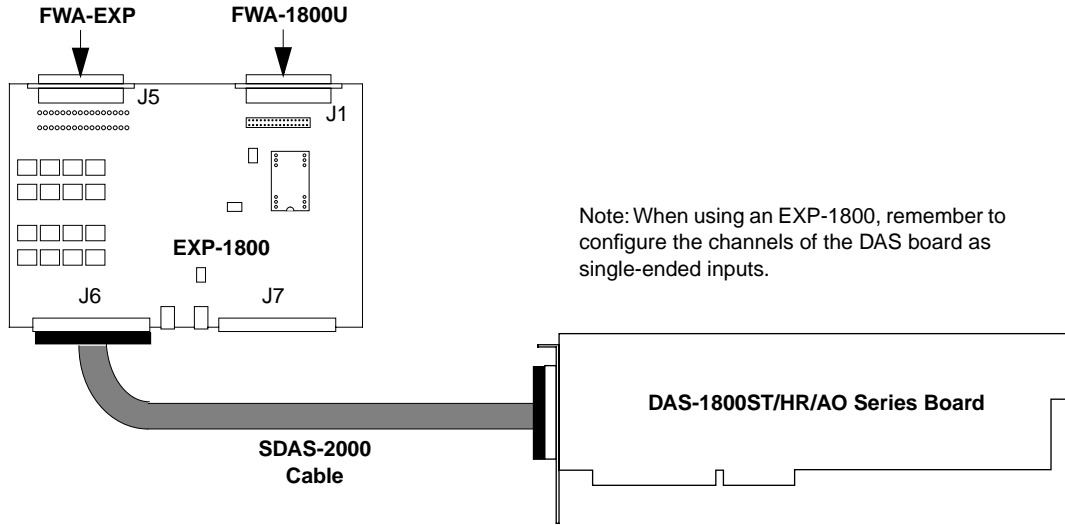 FWA-EXP
FWA-1800U
J5
J1
EXP-1800
J6
J7
Note: When using an EXP-1800, remember to
configure the channels of the DAS board as
single-ended inputs.
DAS-1800ST/HR/AO Series Board
SDAS-2000
Cable